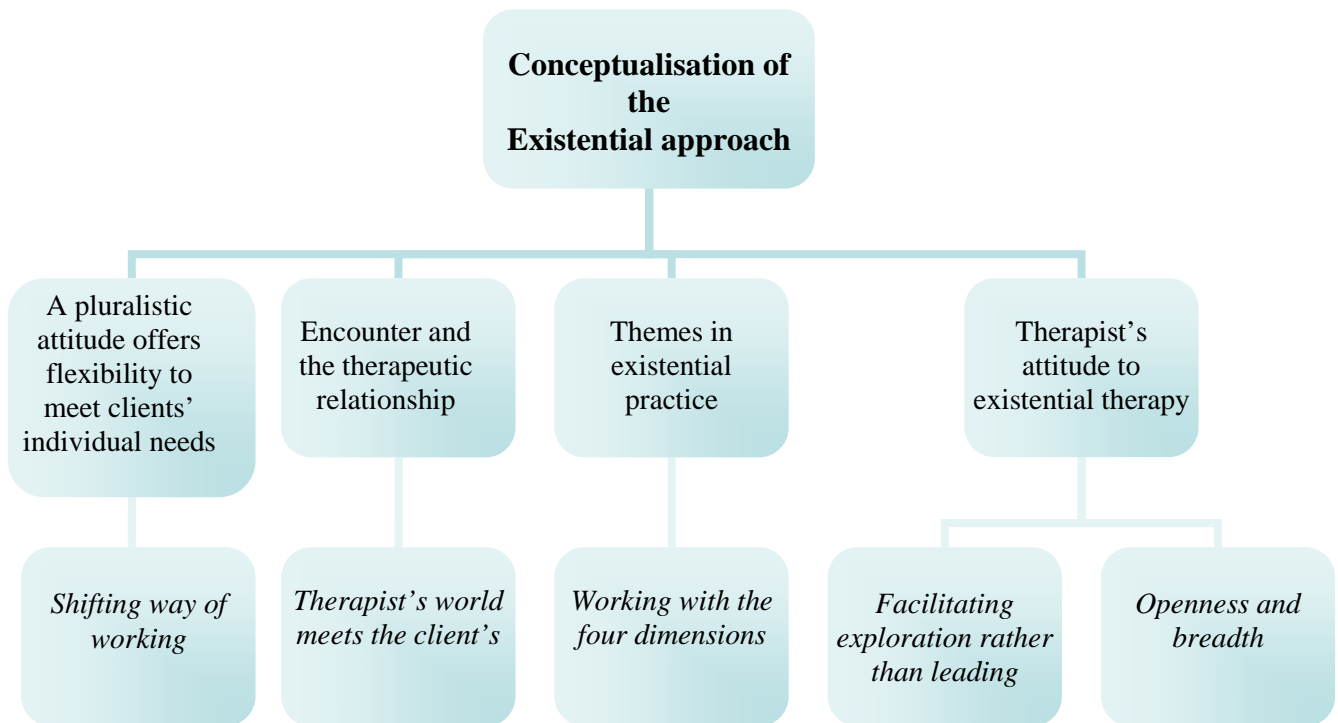 Conceptualisation of
the
Existential approach
A pluralistic
attitude offers
flexibility to
meet clients’
individual needs
Encounter and
the therapeutic
relationship
Themes in
existential
practice
Therapist’s
attitude to
existential therapy
Shifting way of
working
Therapist’s world
meets the client’s
Working with the
four dimensions
Facilitating
exploration rather
than leading
Openness and
breadth